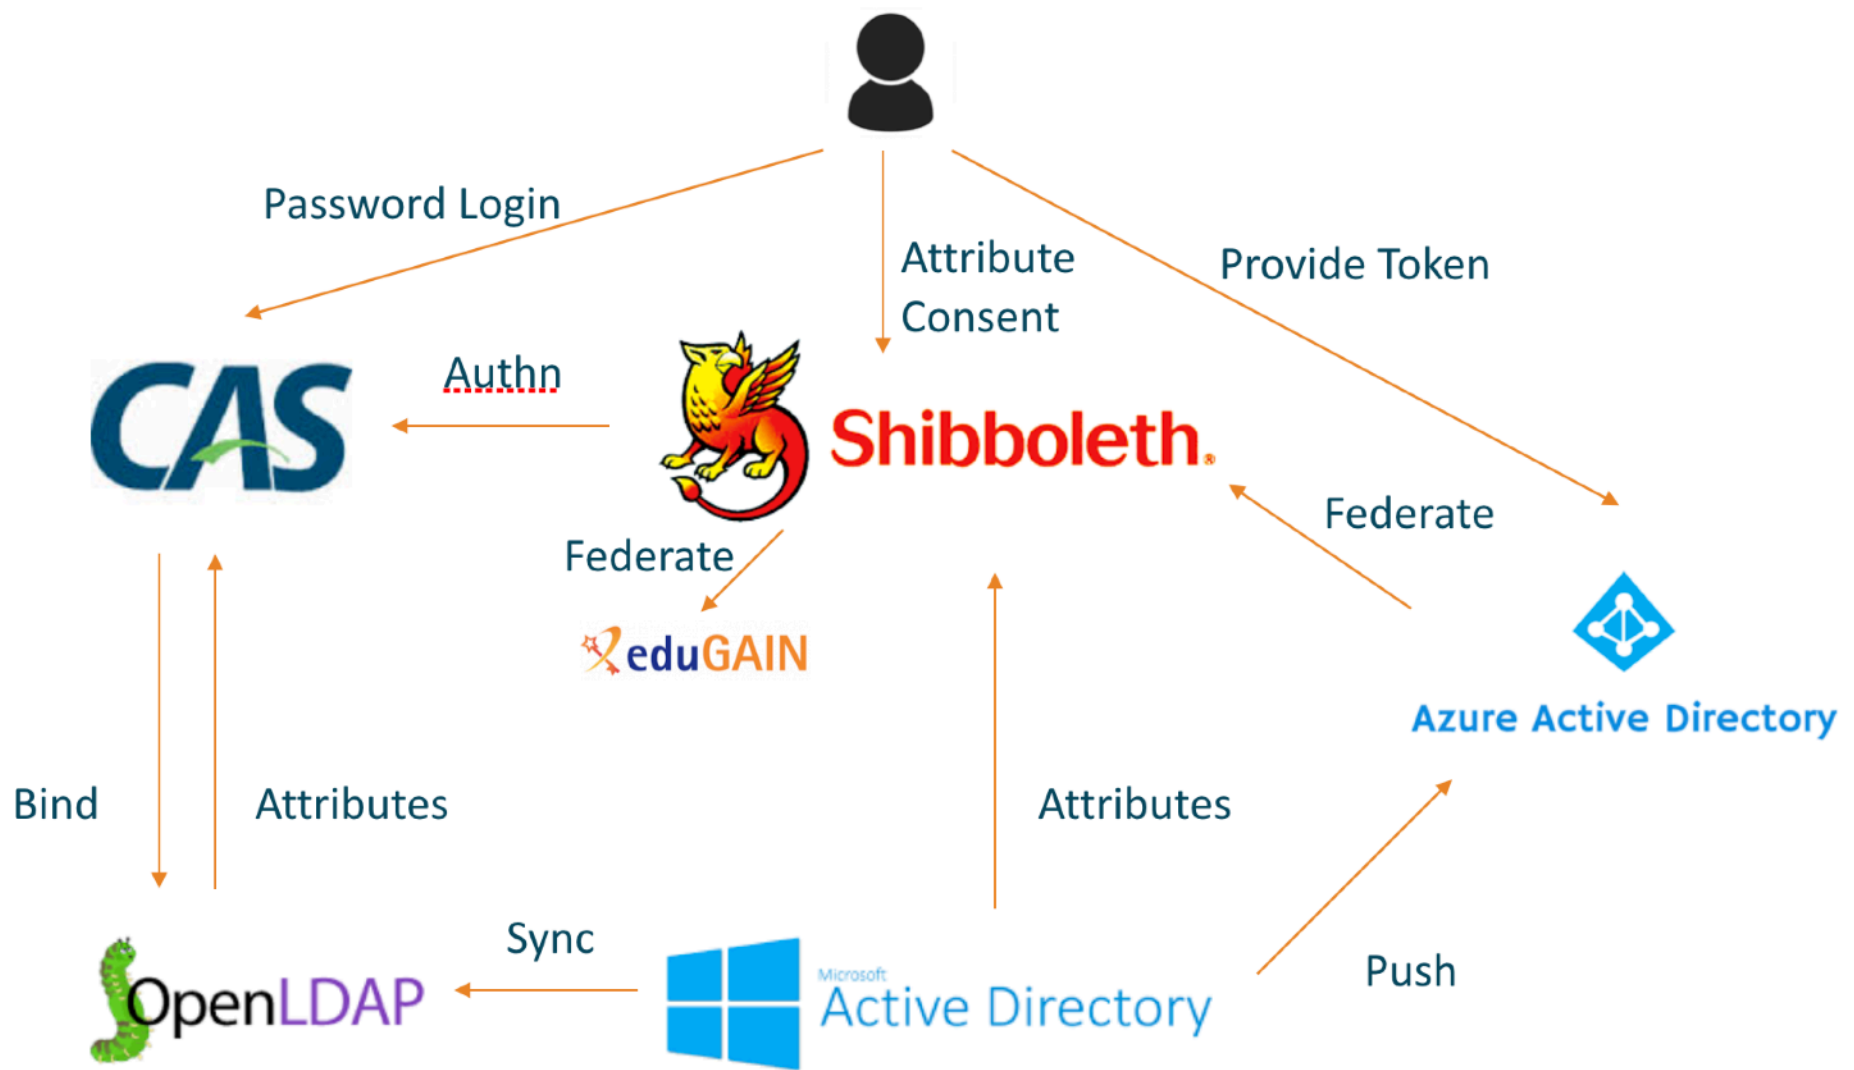 Password Login
Attribute
Consent
Provide Token
CAS
Authn
Shibboleth®
Federate
Federate
eduGAIN
Azure Active Directory
Bind
Attributes
Attributes
Sync
Push
OpenLDAP
Microsoft
Active Directory